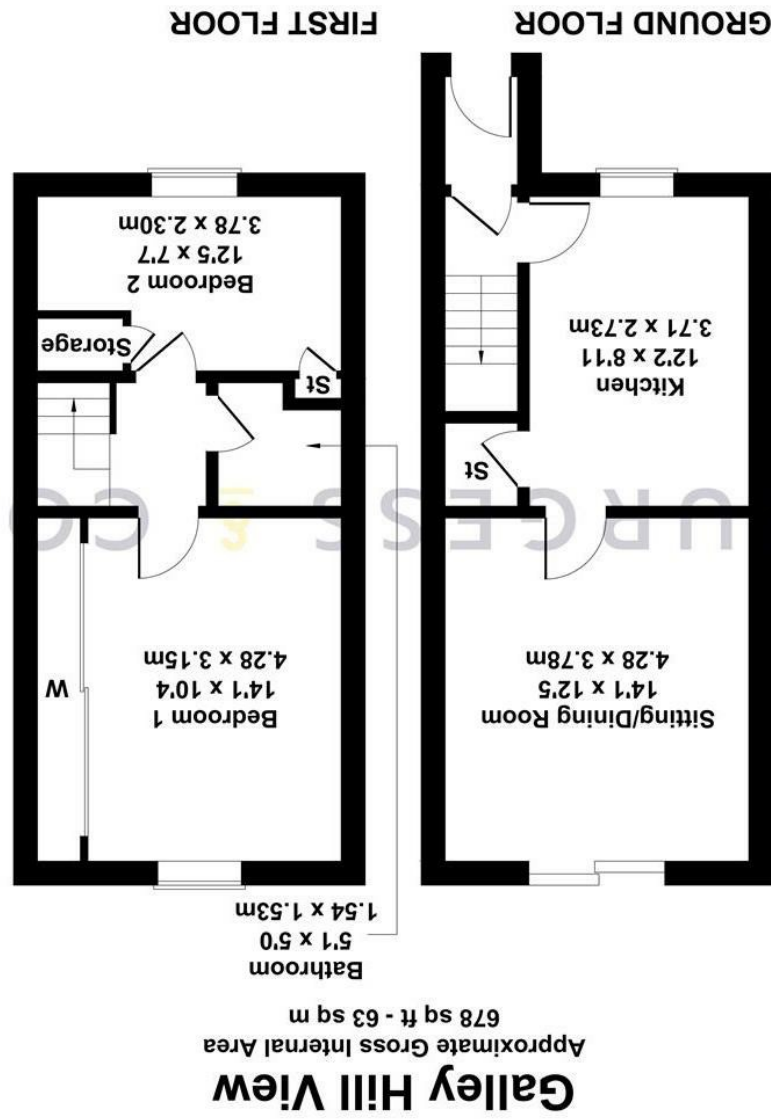 Galley Hill View
Approximate Gross Internal Area
678 sq ft - 63 sq m
Bathroom
5'1 x 5'0
1.54 x 1.53m
Sitting/Dining Room
14'1 x 12'5
4.28 x 3.78m
Bedroom 1
14'1 x 10'4
4.28 x 3.15m
W
URGESS & CO
St
Kitchen
12'2 x 8'11
3.71 x 2.73m
St
Storage
Bedroom 2
12'5 x 7'7
3.78 x 2.30m
GROUND FLOOR
FIRST FLOOR